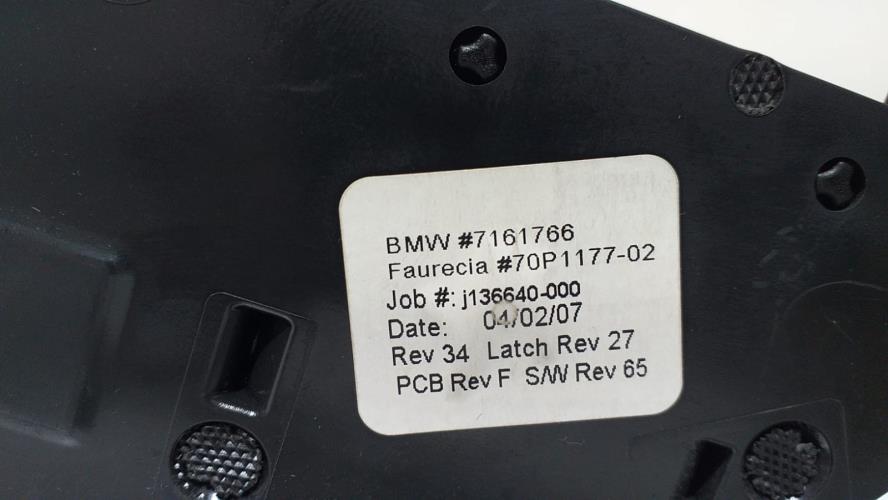 BMW #7161766
Faurecia #70P1177-02
Job #: j136640-000
Date: 04/02/07
Rev 34 Latch Rev 27
PCB Rev F S/W Rev 65